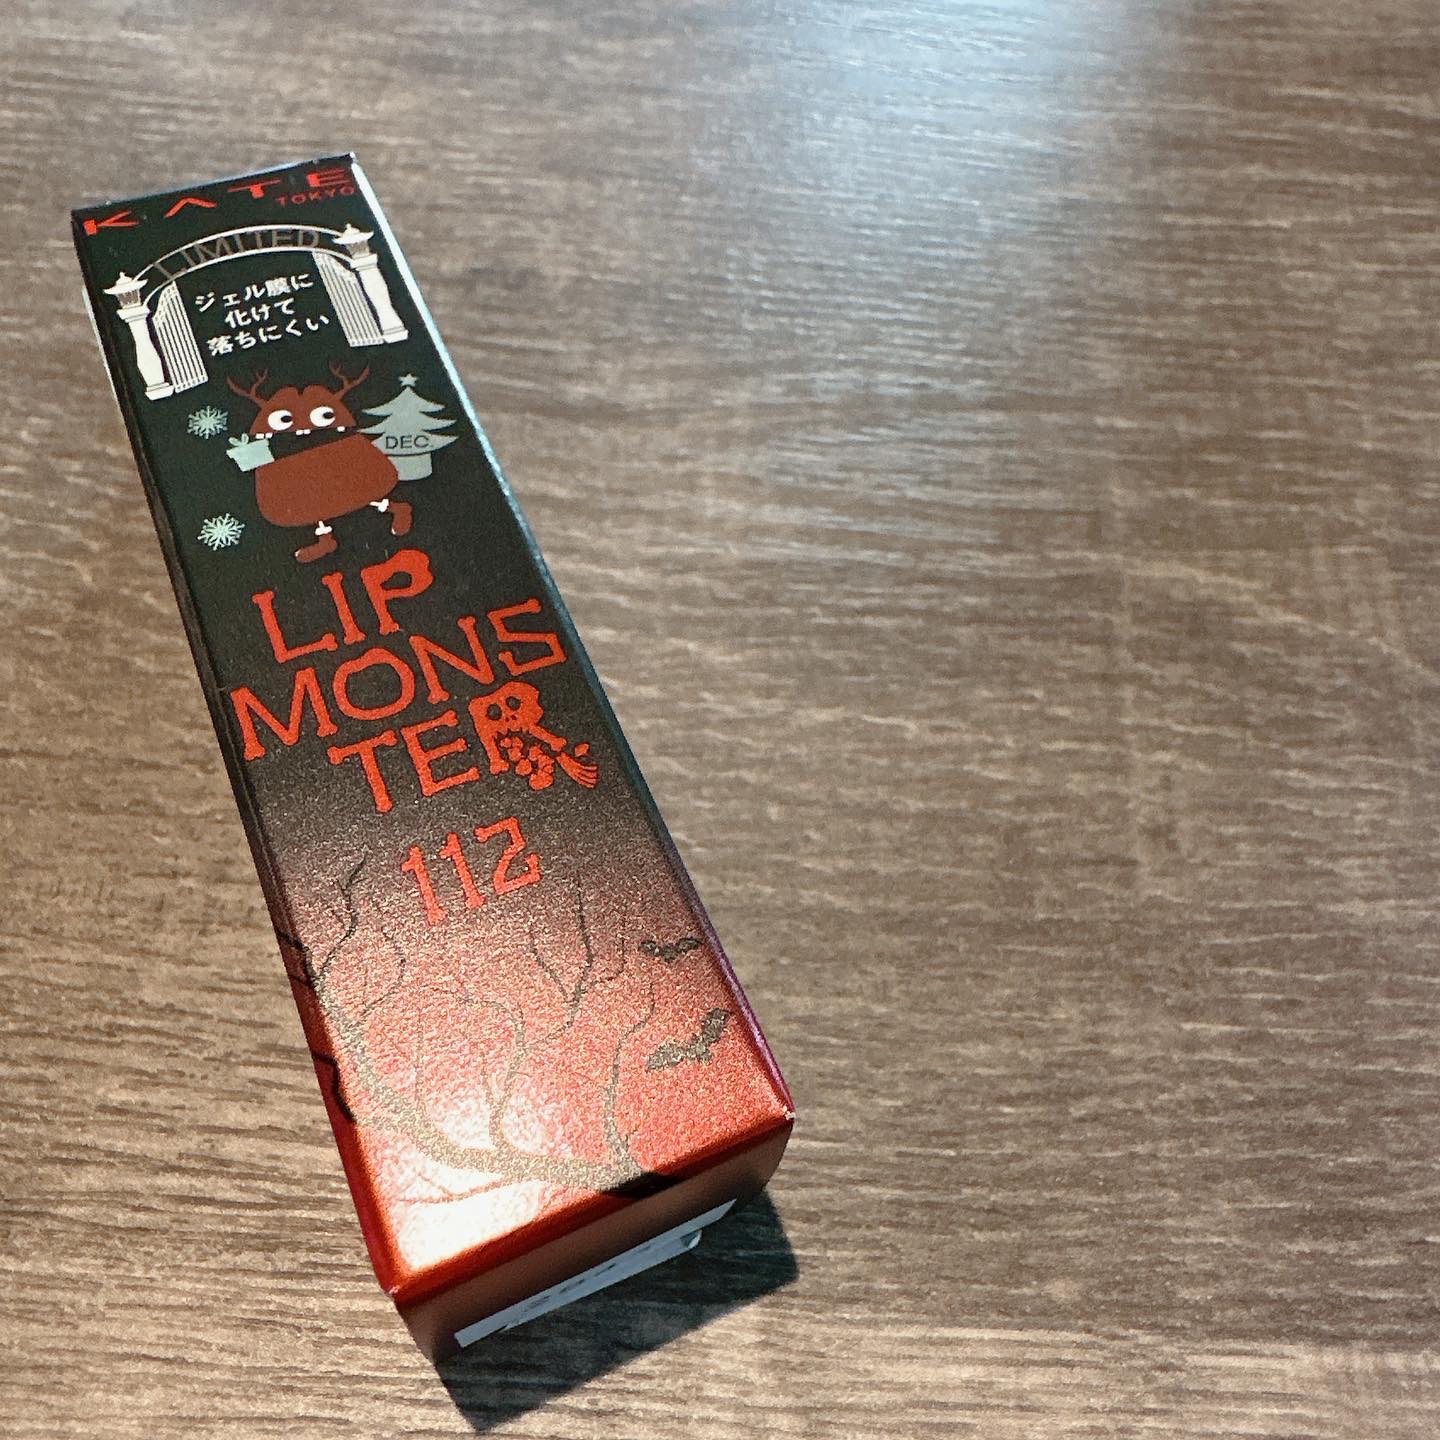 KATE
TOKYO
LIMITED
ジェル膜に
化けて
落ちにくい
DEC.
LIP
MONS
TER
112